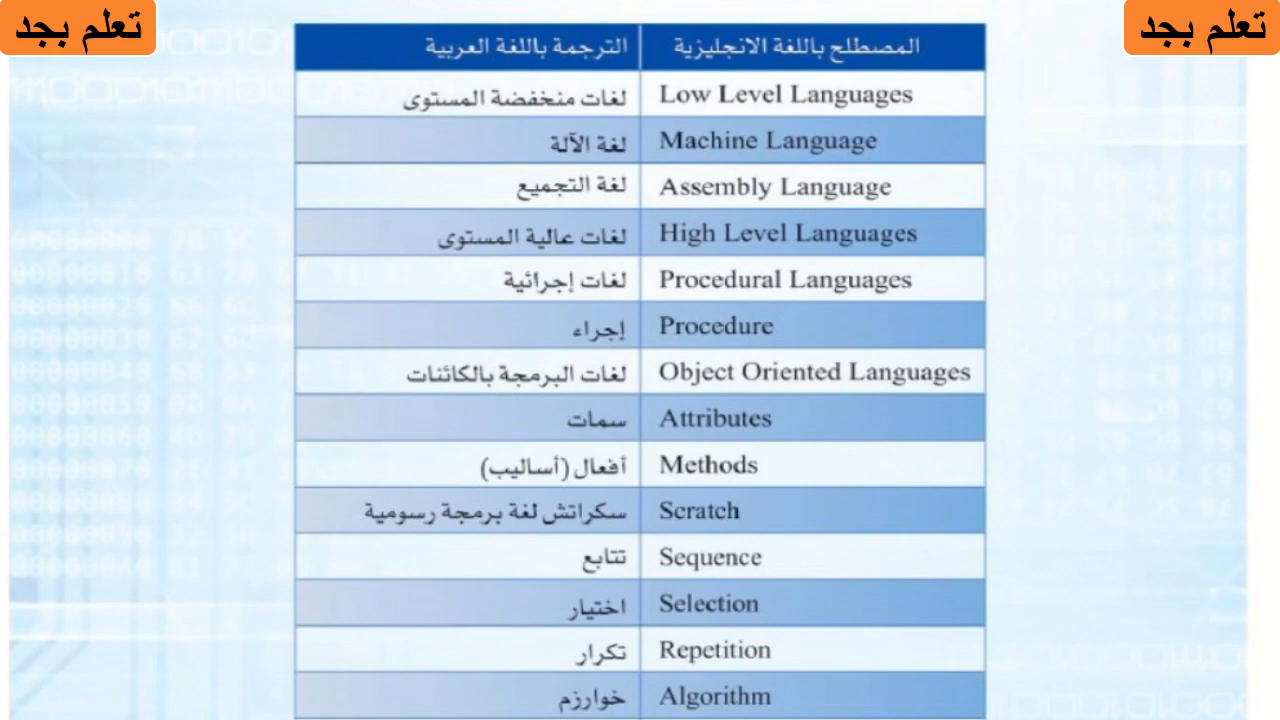 تعلم بجد
تعلم بجد
المصطلح باللغة الانجليزية الترجمة باللغة العربية
Low Level Languages لغات منخفضة المستوى
Machine Language لغة الآلة
Assembly Language لغة التجميع
High Level Languages لغات عالية المستوى
Procedural Languages لغات إجرائية
Procedure إجراء
Object Oriented Languages لغات البرمجة بالكائنات
Attributes سمات
Methods أفعال (أساليب)
Scratch سكراتش لغة برمجة رسومية
Sequence تتابع
Selection اختيار
Repetition تكرار
Algorithm خوارزم